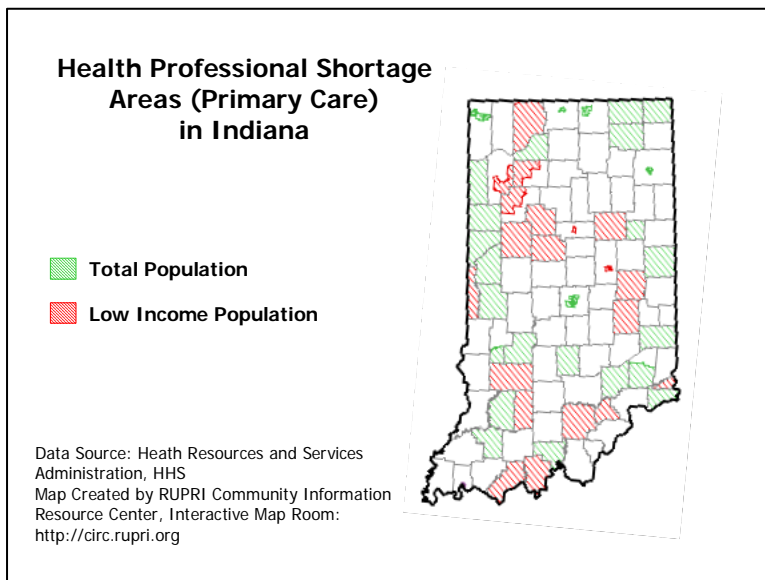 Health Professional Shortage
Areas (Primary Care)
in Indiana
Total Population
Low Income Population
Data Source: Heath Resources and Services
Administration, HHS
Map Created by RUPRI Community Information
Resource Center, Interactive Map Room:
http://circ.rupri.org